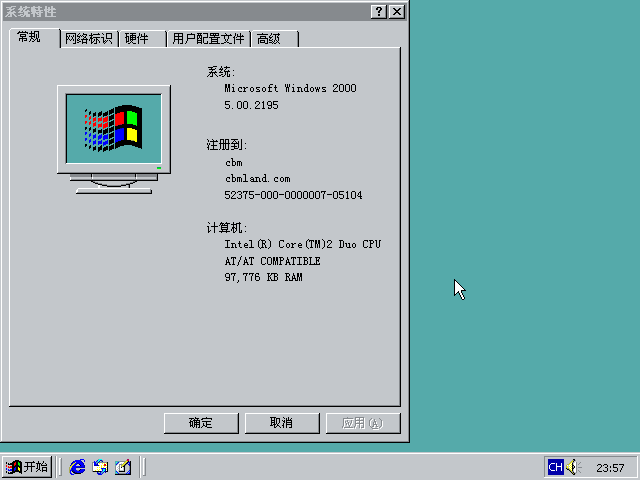 系统特性
常规 网络标识 硬件 用户配置文件 高级
系统:
Microsoft Windows 2000
5.00.2195
注册到:
cbm
cbmland.com
52375-000-0000007-05104
计算机:
Intel(R) Core(TM)2 Duo CPU
AT/AT COMPATIBLE
97,776 KB RAM
确定 取消 应用(A)
开始 CH 23:57